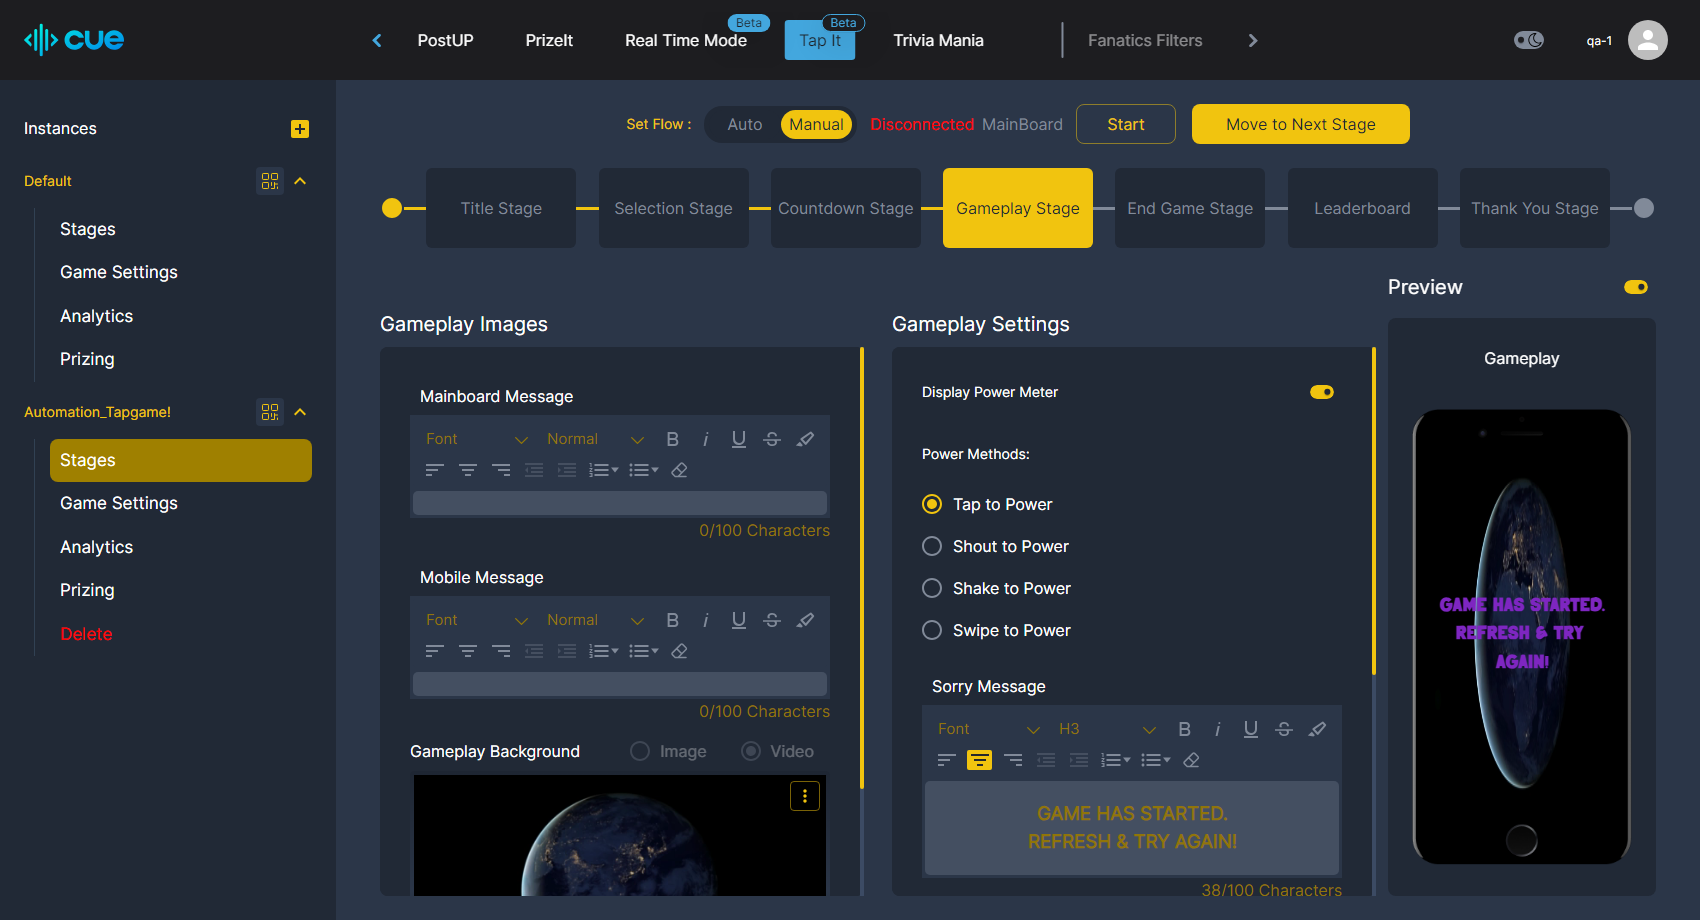 cue
PostUP
PrizeIt
Real Time Mode
Beta
Tap It
Beta
Trivia Mania
Fanatics Filters
qa-1
Instances
Default
Stages
Game Settings
Analytics
Prizing
Automation_Tapgame!
Stages
Game Settings
Analytics
Prizing
Delete
Set Flow :
Auto
Manual
Disconnected MainBoard
Start
Move to Next Stage
Title Stage
Selection Stage
Countdown Stage
Gameplay Stage
End Game Stage
Leaderboard
Thank You Stage
Gameplay Images
Mainboard Message
Font
Normal
0/100 Characters
Mobile Message
Font
Normal
0/100 Characters
Gameplay Background
Image
Video
Gameplay Settings
Display Power Meter
Power Methods:
Tap to Power
Shout to Power
Shake to Power
Swipe to Power
Sorry Message
Font
H3
GAME HAS STARTED.
REFRESH & TRY AGAIN!
38/100 Characters
Preview
Gameplay
GAME HAS STARTED.
REFRESH & TRY
AGAIN!